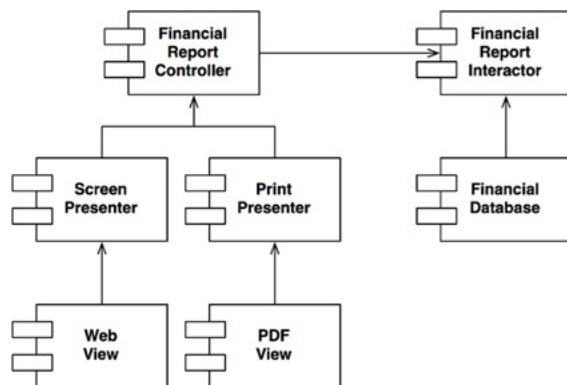 Financial
Report
Controller
Financial
Report
Interactor
Screen
Presenter
Print
Presenter
Financial
Database
Web
View
PDF
View